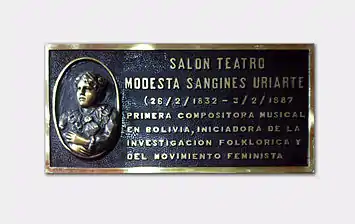 SALON TEATRO
MODESTA SANGINES URIARTE
(26/2/1832 - 3/2/1887
PRIMERA COMPOSITORA MUSICAL
EN BOLIVIA, INICIADORA DE LA
INVESTIGACION FOLKLORICA Y
DEL MOVIMIENTO FEMINISTA